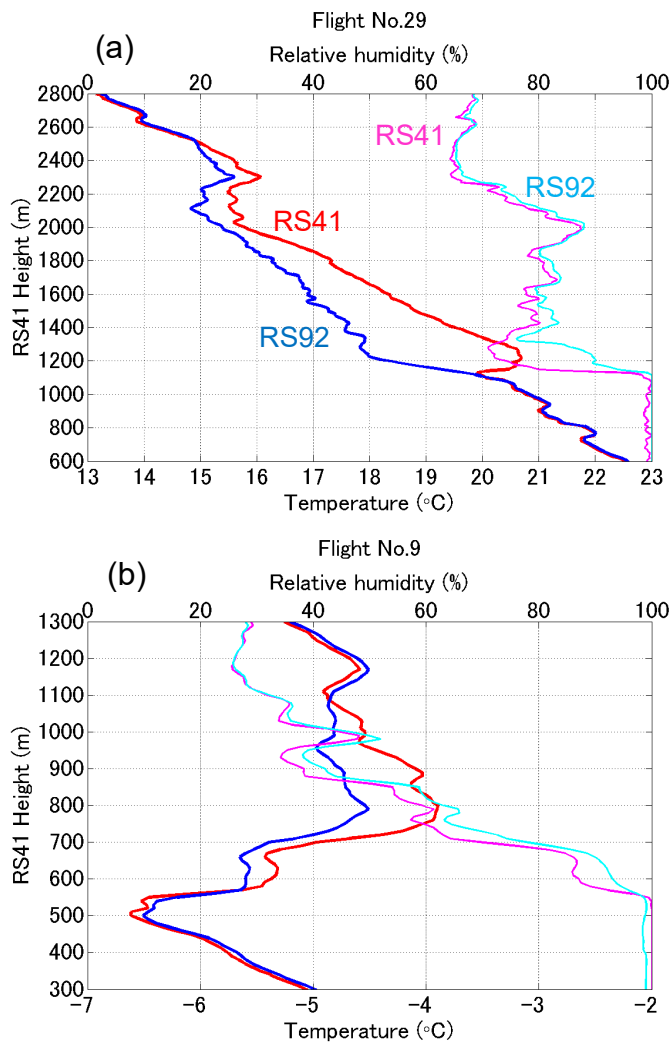 Flight No.29
(a)
Relative humidity (%)
0 20 40 60 80 100
2800
2600
2400
2200
2000
1800
1600
1400
1200
1000
800
600
RS41 Height (m)
RS41
RS92
RS41
RS92
13 14 15 16 17 18 19 20 21 22 23
Temperature (°C)
Flight No.9
(b)
Relative humidity (%)
0 20 40 60 80 100
1300
1200
1100
1000
900
800
700
600
500
400
300
RS41 Height (m)
-7 -6 -5 -4 -3 -2
Temperature (°C)